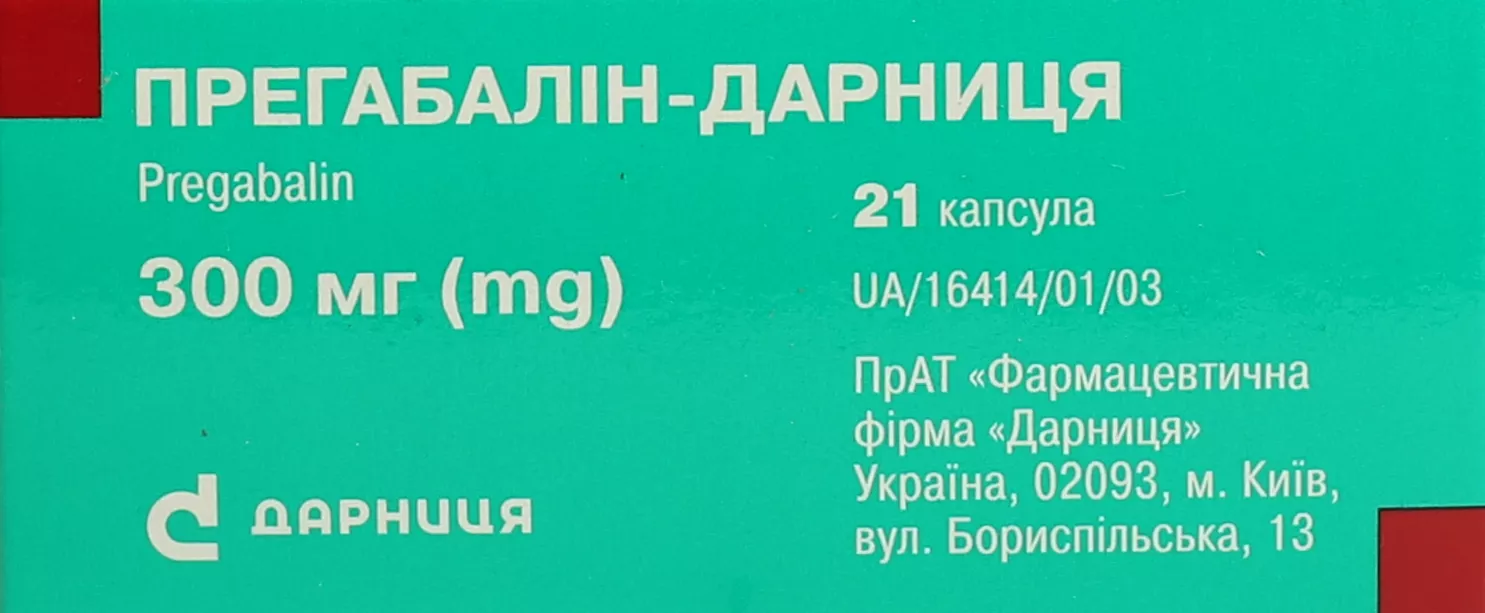 ПРЕГАБАЛІН-ДАРНИЦЯ
Pregabalin
300 мг (mg)
21 капсула
UA/16414/01/03
ПрАТ «Фармацевтична
фірма «Дарниця»
Україна, 02093, м. Київ,
вул. Бориспільська, 13
ДАРНИЦЯ